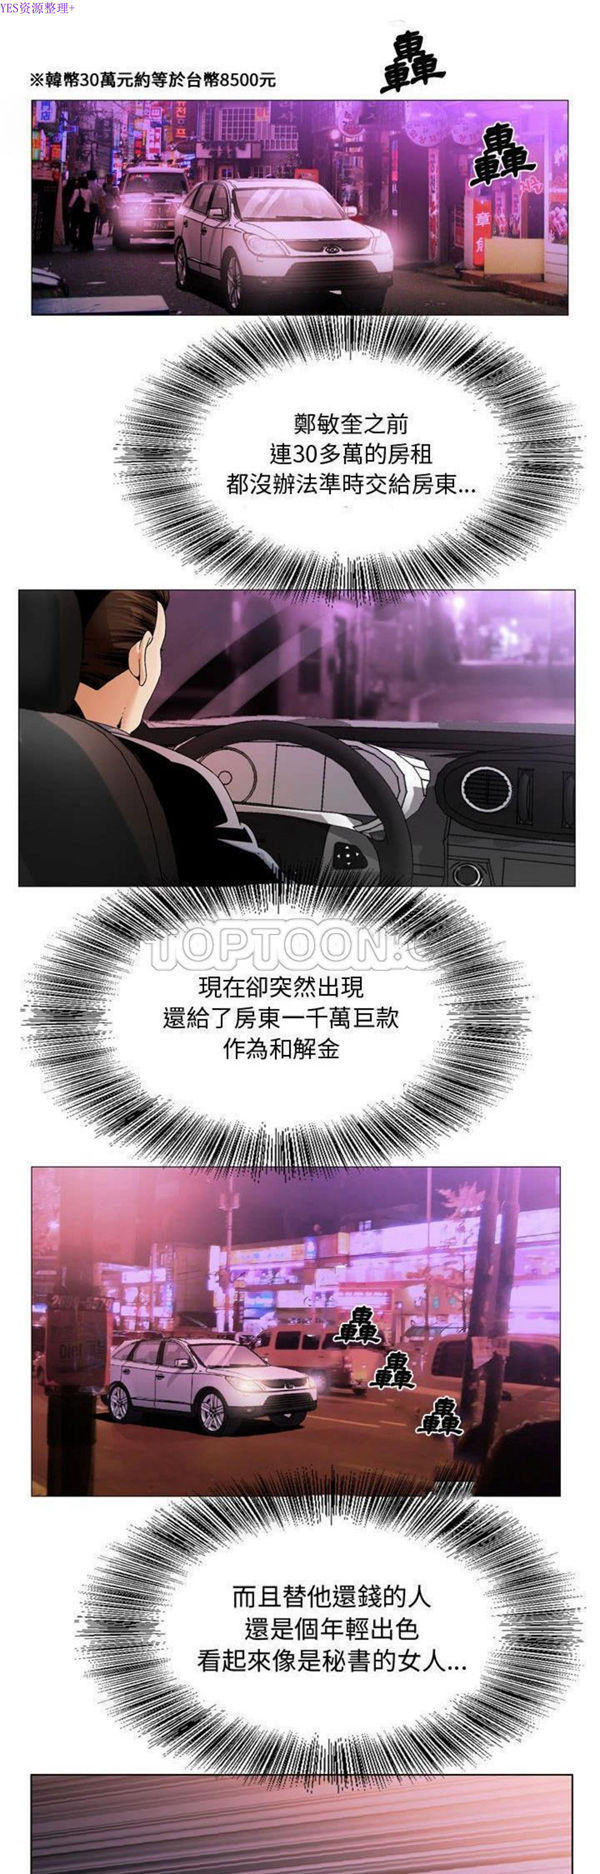 YES资源整理+
轟
※韓幣30萬元約等於台幣8500元
轟
鄭敏奎之前
連30多萬的房租
都沒辦法準時交給房東...
TOPTOON.C
現在卻突然出現
還給了房東一千萬巨款
作為和解金
轟
轟
轟
而且替他還錢的人
還是個年輕出色
看起來像是秘書的女人...